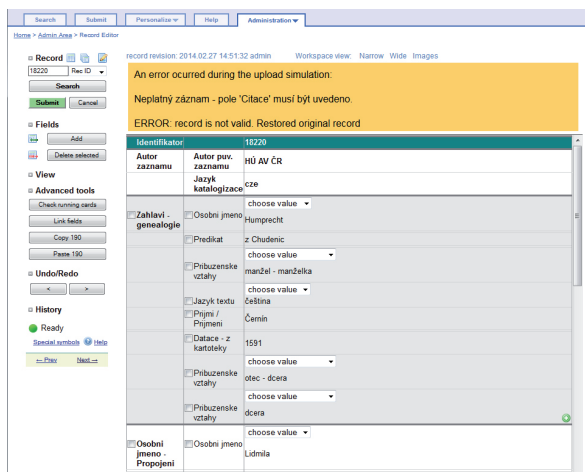 Search Submit Personalize Help Administration
Home > Admin Area > Record Editor
Record
18220 Rec ID
Search
Submit Cancel
Fields
Add
Delete selected
View
Advanced tools
Check running cards
Link fields
Copy 190
Paste 190
Undo/Redo
< >
History
Ready
Special symbols Help
← Prev Next →
record revision: 2014.02.27 14:51:32 admin Workspace view: Narrow Wide Images
An error ocurred during the upload simulation:
Neplatný záznam - pole 'Citace' musí být uvedeno.
ERROR: record is not valid. Restored original record
Identifikator 18220
Autor zaznamu Autor puv. zaznamu HÚ AV ČR
Jazyk katalogizace cze
choose value
Zahlavi - genealogie Osobni jmeno Humprecht
Predikat z Chudenic
choose value
Pribuzenske vztahy manžel - manželka
choose value
Jazyk textu čeština
Prijmi / Prijmeni Černín
Datace - z kartoteky 1591
choose value
Pribuzenske vztahy otec - dcera
choose value
Pribuzenske vztahy dcera
choose value
Osobni jmeno - Propojeni Osobni jmeno Lidmila